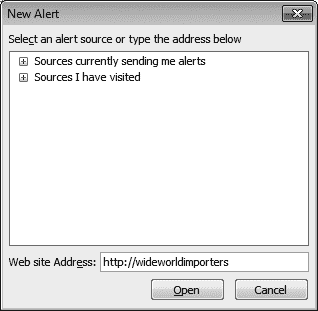 New Alert
Select an alert source or type the address below
Sources currently sending me alerts
Sources I have visited
Web site Address: http://wideworldimporters
Open Cancel